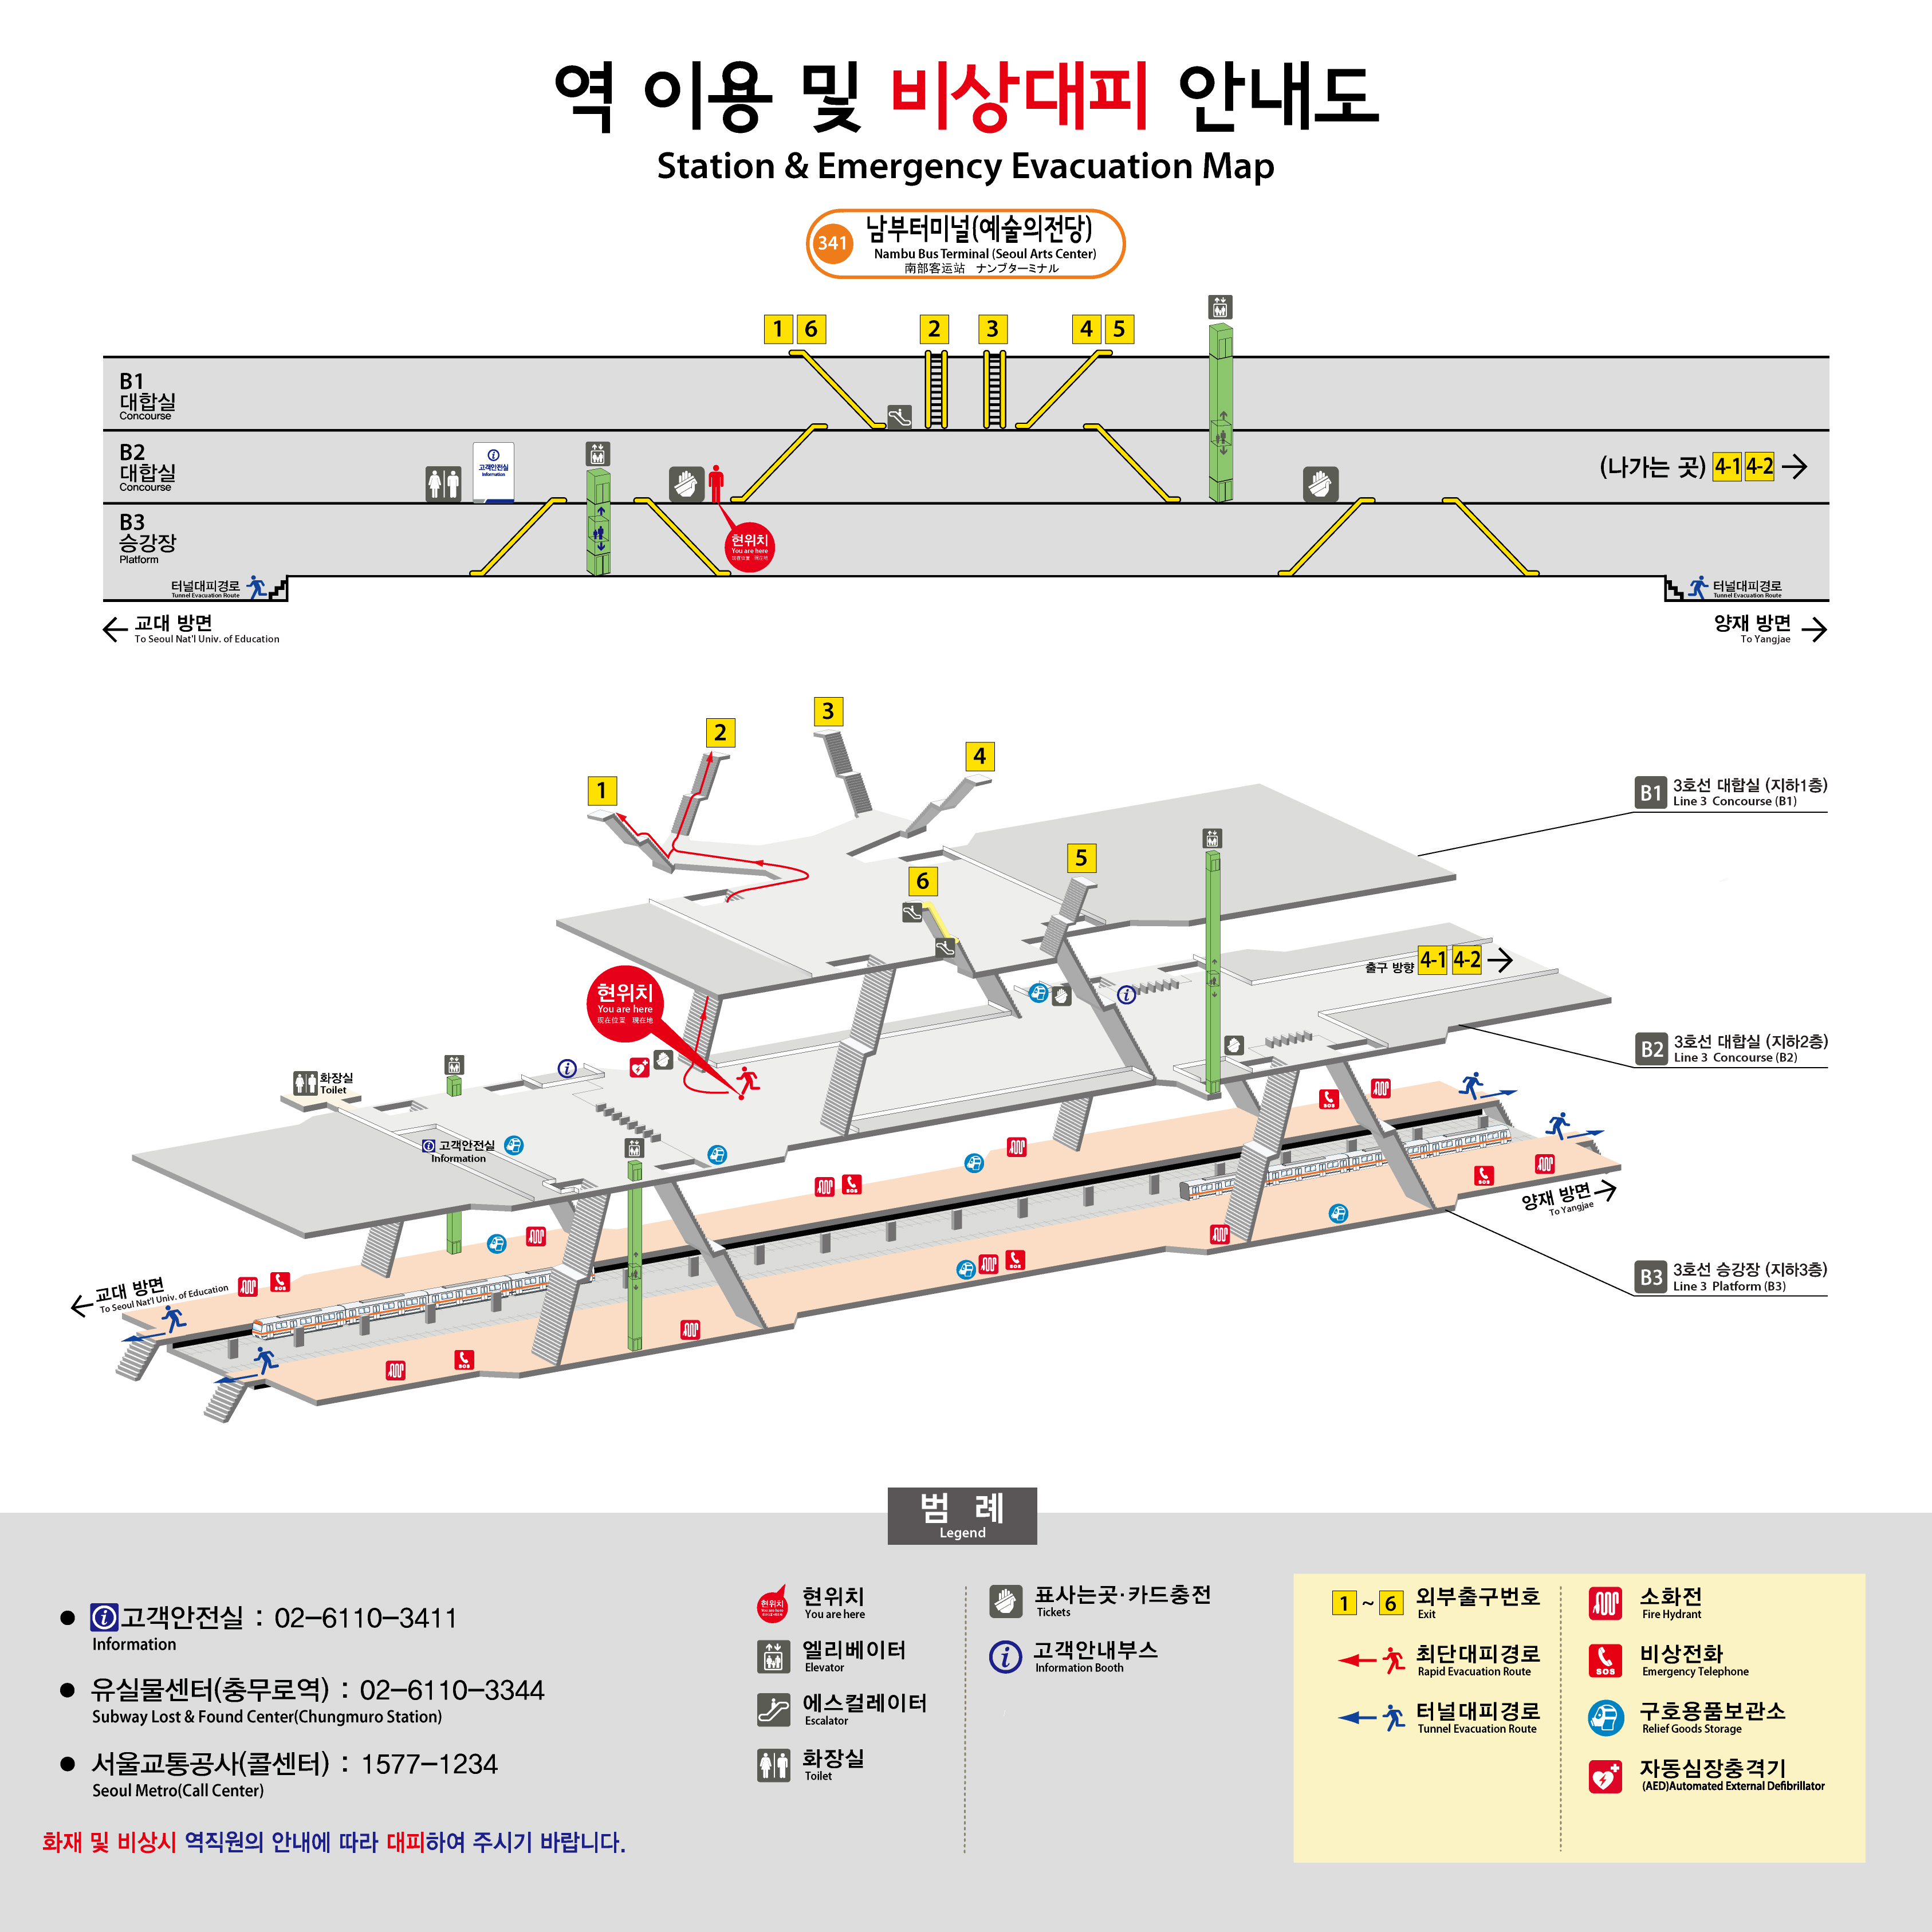 역 이용 및 비상대피 안내도
Station & Emergency Evacuation Map
341
남부터미널(예술의전당)
Nambu Bus Terminal (Seoul Arts Center)
南部客运站 ナンブターミナル
1 6 2 3 4 5
B1
대합실
Concourse
B2
대합실
Concourse
고객안전실
Information
(나가는 곳) 4-1 4-2
B3
승강장
Platform
현위치
You are here
现在位置 現在地
터널대피경로
Tunnel Evacuation Route
터널대피경로
Tunnel Evacuation Route
교대 방면
To Seoul Nat'l Univ. of Education
양재 방면
To Yangjae
3
2
4
1
B1 3호선 대합실 (지하1층)
Line 3 Concourse (B1)
5
6
출구 방향 4-1 4-2
현위치
You are here
现在位置 現在地
B2 3호선 대합실 (지하2층)
Line 3 Concourse (B2)
화장실
Toilet
고객안전실
Information
SOS
SOS
SOS
양재 방면
To Yangjae
SOS
SOS
SOS
교대 방면
To Seoul Nat'l Univ. of Education
B3 3호선 승강장 (지하3층)
Line 3 Platform (B3)
범 례
Legend
고객안전실 : 02-6110-3411
Information
유실물센터(충무로역) : 02-6110-3344
Subway Lost & Found Center(Chungmuro Station)
서울교통공사(콜센터) : 1577-1234
Seoul Metro(Call Center)
화재 및 비상시 역직원의 안내에 따라 대피하여 주시기 바랍니다.
현위치
You are here
현위치
You are here
엘리베이터
Elevator
에스컬레이터
Escalator
화장실
Toilet
표사는곳·카드충전
Tickets
고객안내부스
Information Booth
1 ~ 6 외부출구번호
Exit
최단대피경로
Rapid Evacuation Route
터널대피경로
Tunnel Evacuation Route
소화전
Fire Hydrant
SOS
비상전화
Emergency Telephone
구호용품보관소
Relief Goods Storage
자동심장충격기
(AED)Automated External Defibrillator